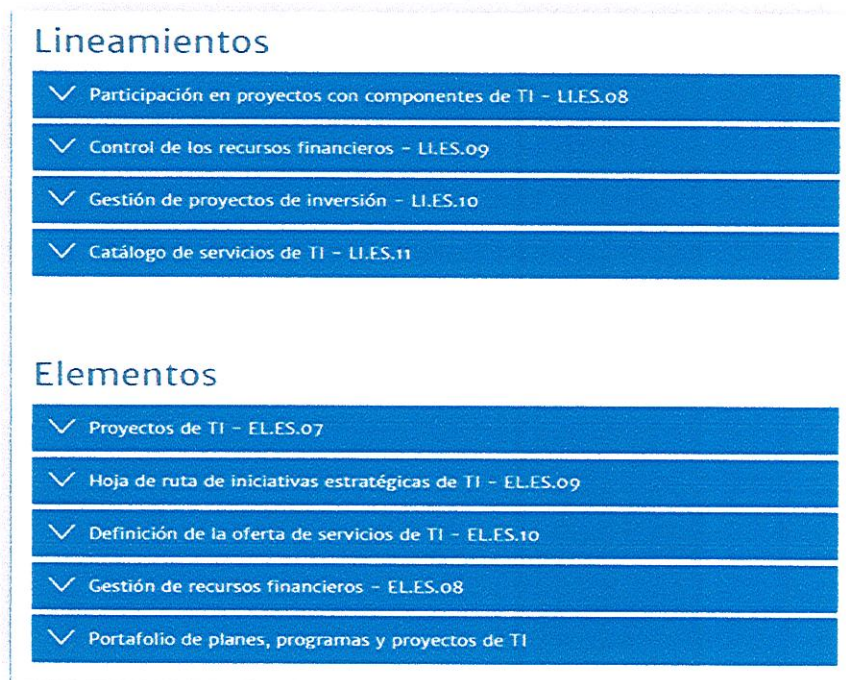 Lineamientos
Participación en proyectos con componentes de TI – LI.ES.08
Control de los recursos financieros – LI.ES.09
Gestión de proyectos de inversión – LI.ES.10
Catálogo de servicios de TI – LI.ES.11
Elementos
Proyectos de TI – EL.ES.07
Hoja de ruta de iniciativas estratégicas de TI – EL.ES.09
Definición de la oferta de servicios de TI – EL.ES.10
Gestión de recursos financieros – EL.ES.08
Portafolio de planes, programas y proyectos de TI